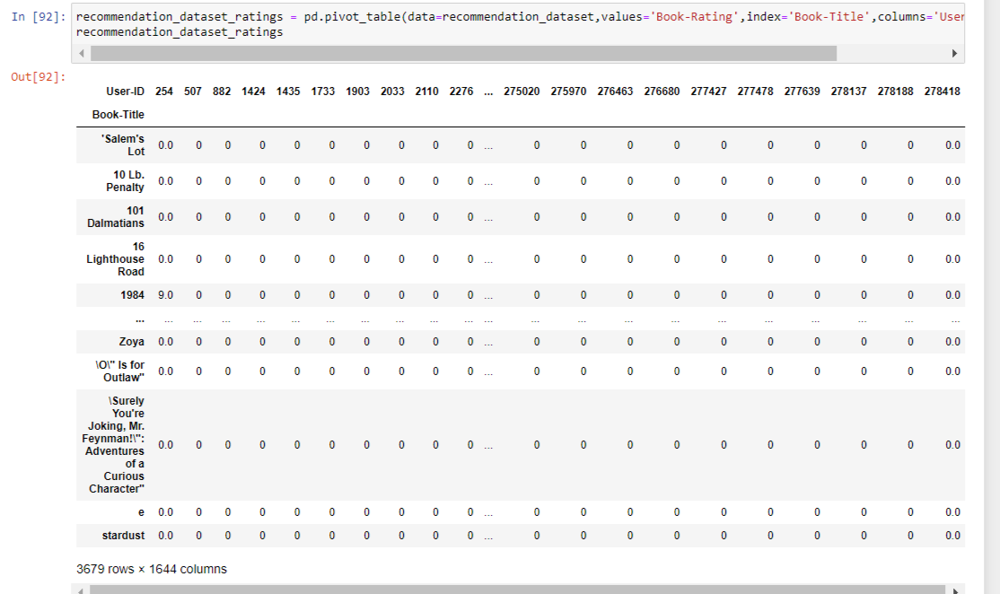 In [92]: recommendation_dataset_ratings = pd.pivot_table(data=recommendation_dataset,values='Book-Rating',index='Book-Title',columns='User
recommendation_dataset_ratings
Out[92]:
User-ID 254 507 882 1424 1435 1733 1903 2033 2110 2276 ... 275020 275970 276463 276680 277427 277478 277639 278137 278188 278418
Book-Title
'Salem's
Lot 0.0 0 0 0 0 0 0 0 0 0 ... 0 0 0 0 0 0 0 0 0 0.0
10 Lb.
Penalty 0.0 0 0 0 0 0 0 0 0 0 ... 0 0 0 0 0 0 0 0 0 0.0
101
Dalmatians 0.0 0 0 0 0 0 0 0 0 0 ... 0 0 0 0 0 0 0 0 0 0.0
16
Lighthouse 0.0 0 0 0 0 0 0 0 0 0 ... 0 0 0 0 0 0 0 0 0 0.0
Road
1984 9.0 0 0 0 0 0 0 0 0 0 ... 0 0 0 0 0 0 0 0 0 0.0
... ... ... ... ... ... ... ... ... ... ... ... ... ... ... ... ... ... ... ... ... ...
Zoya 0.0 0 0 0 0 0 0 0 0 0 ... 0 0 0 0 0 0 0 0 0 0.0
\O\" Is for
Outlaw" 0.0 0 0 0 0 0 0 0 0 0 ... 0 0 0 0 0 0 0 0 0 0.0
\Surely
You're
Joking, Mr.
Feynman!\": 0.0 0 0 0 0 0 0 0 0 0 ... 0 0 0 0 0 0 0 0 0 0.0
Adventures
of a
Curious
Character"
e 0.0 0 0 0 0 0 0 0 0 0 ... 0 0 0 0 0 0 0 0 0 0.0
stardust 0.0 0 0 0 0 0 0 0 0 0 ... 0 0 0 0 0 0 0 0 0 0.0
3679 rows × 1644 columns